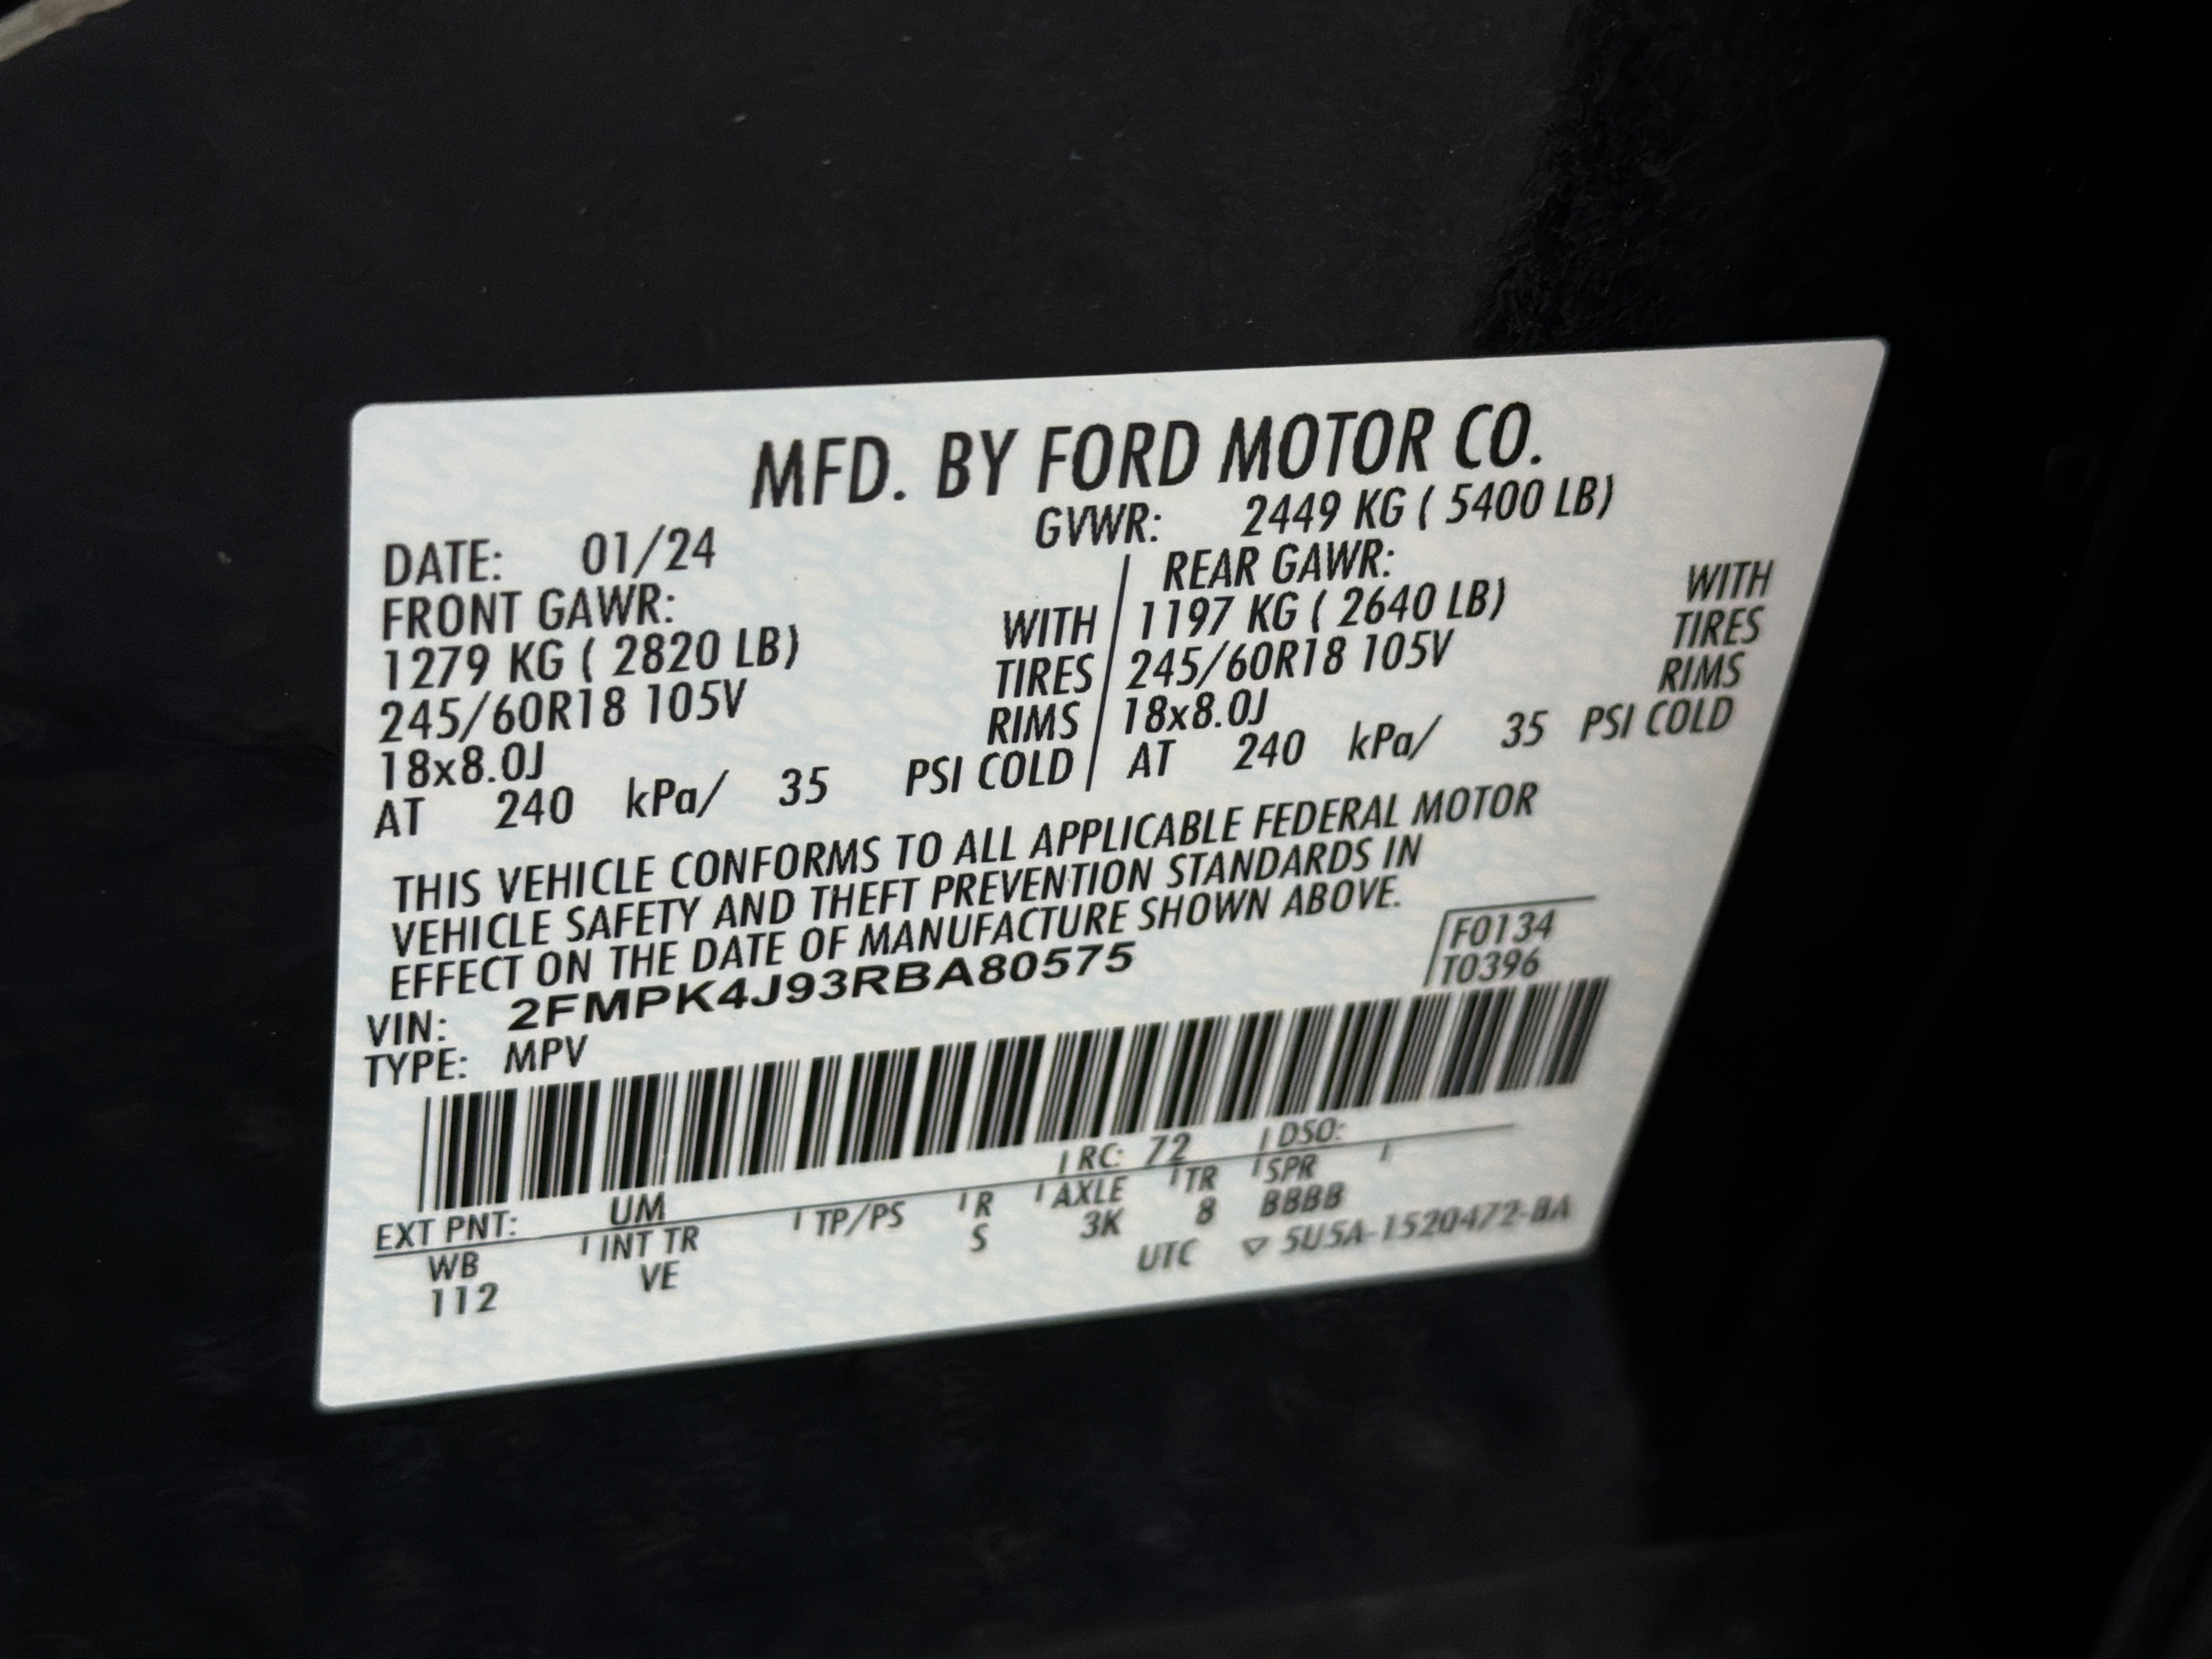 MFD. BY FORD MOTOR CO.
DATE: 01/24 GVWR: 2449 KG ( 5400 LB)
FRONT GAWR: REAR GAWR:
1279 KG ( 2820 LB) WITH 1197 KG ( 2640 LB) WITH
245/60R18 105V TIRES 245/60R18 105V TIRES
18x8.0J RIMS 18x8.0J RIMS
AT 240 kPa/ 35 PSI COLD AT 240 kPa/ 35 PSI COLD
THIS VEHICLE CONFORMS TO ALL APPLICABLE FEDERAL MOTOR
VEHICLE SAFETY AND THEFT PREVENTION STANDARDS IN
EFFECT ON THE DATE OF MANUFACTURE SHOWN ABOVE.
F0134
T0396
VIN: 2FMPK4J93RBA80575
TYPE: MPV
EXT PNT: UM RC: 72 DSO:
WB INT TR TP/PS R AXLE TR SPR
112 VE S 3K 8 BBBB
UTC ▽ 5U5A-1520472-BA